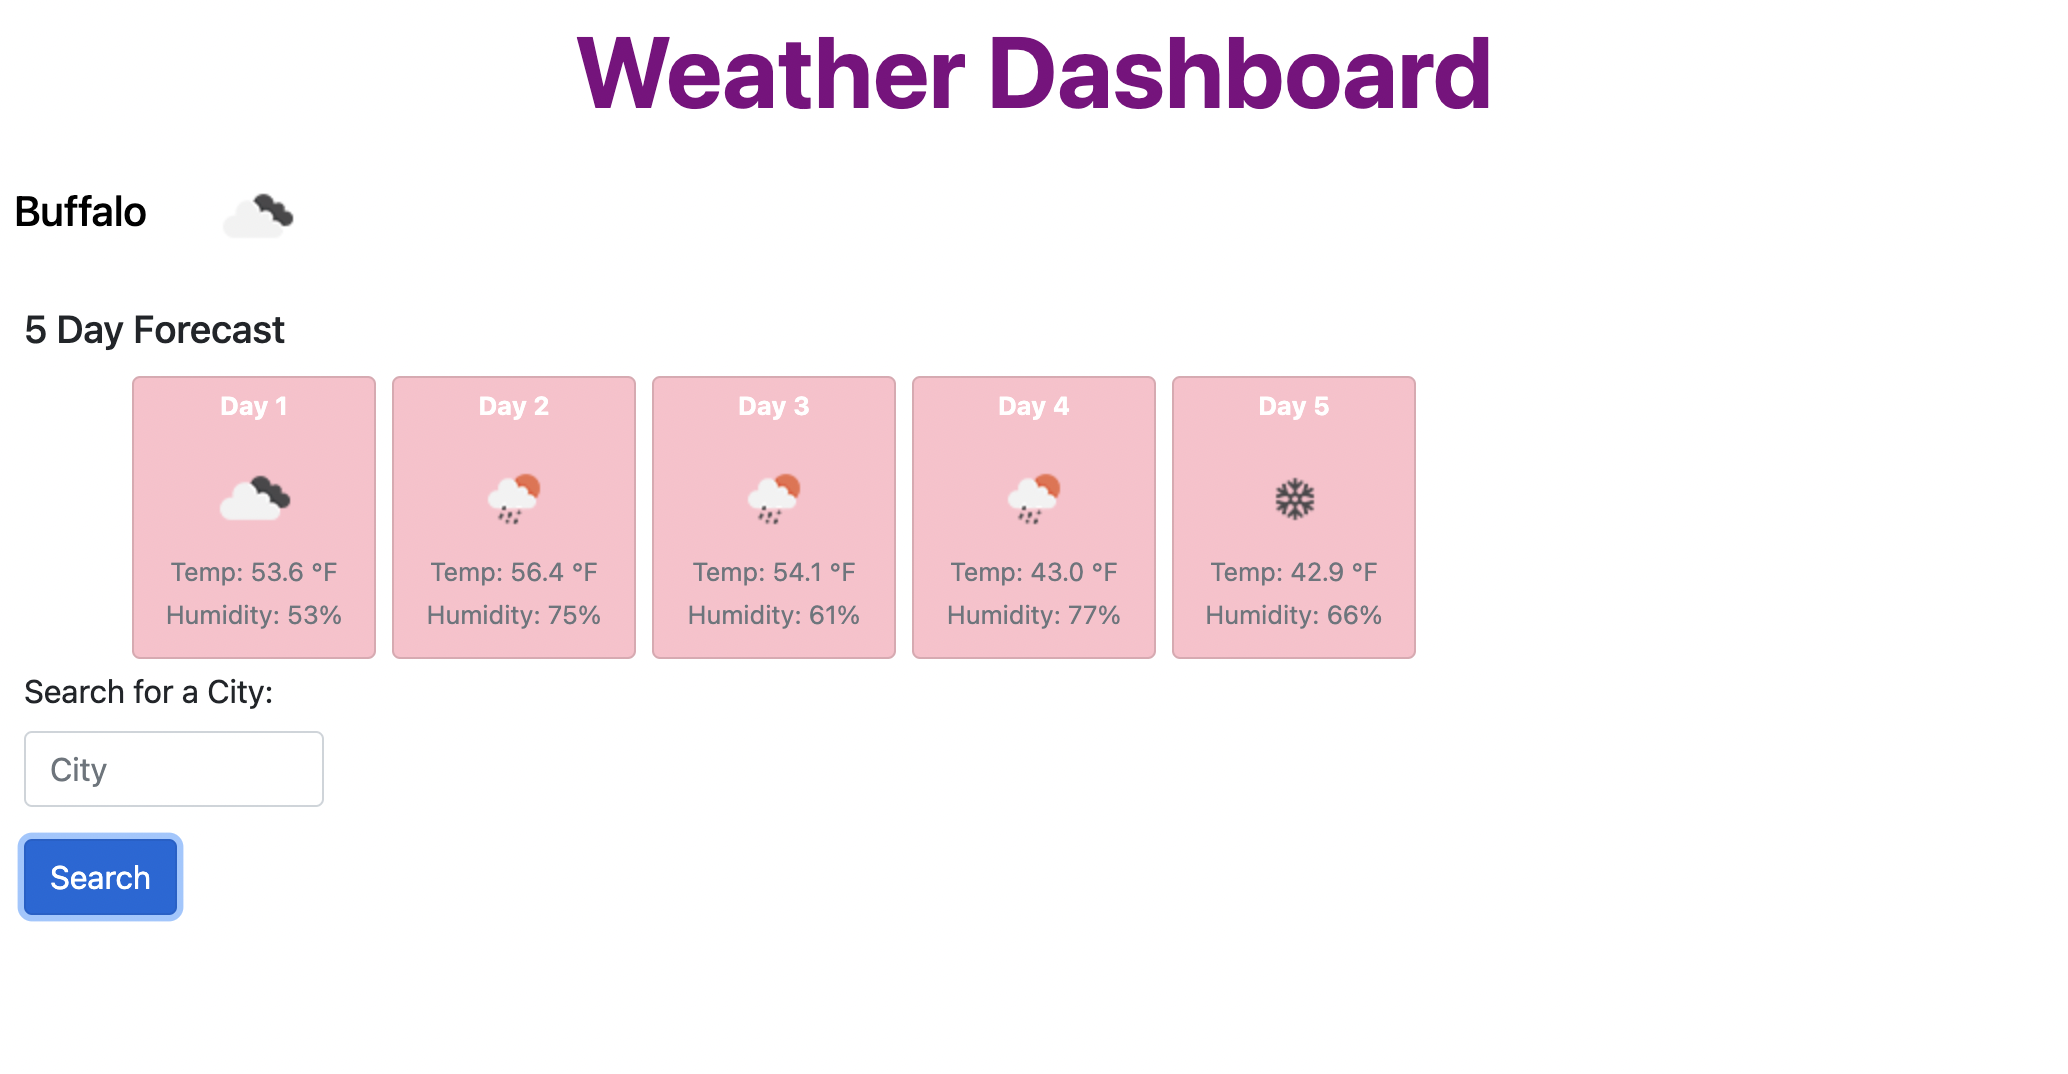 Weather Dashboard
Buffalo
5 Day Forecast
Day 1
Temp: 53.6 °F
Humidity: 53%
Day 2
Temp: 56.4 °F
Humidity: 75%
Day 3
Temp: 54.1 °F
Humidity: 61%
Day 4
Temp: 43.0 °F
Humidity: 77%
Day 5
Temp: 42.9 °F
Humidity: 66%
Search for a City:
City
Search